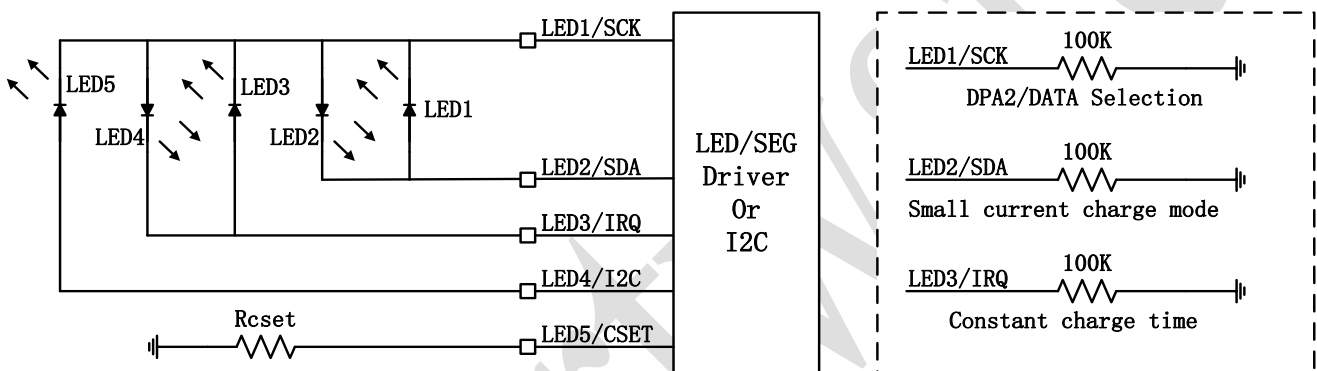 LED1/SCK
LED5
LED3
LED1
LED4
LED2
LED2/SDA
LED3/IRQ
LED4/I2C
Rcset
LED5/CSET
LED/SEG
Driver
Or
I2C
LED1/SCK
100K
DPA2/DATA Selection
LED2/SDA
100K
Small current charge mode
LED3/IRQ
100K
Constant charge time